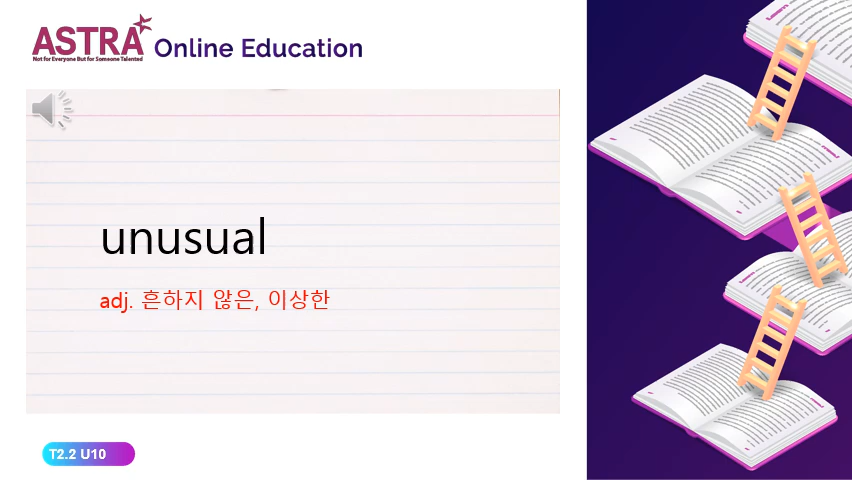 ASTRA
Not for Everyone But for Someone Talented
Online Education
unusual
adj. 흔하지 않은, 이상한
T2.2 U10